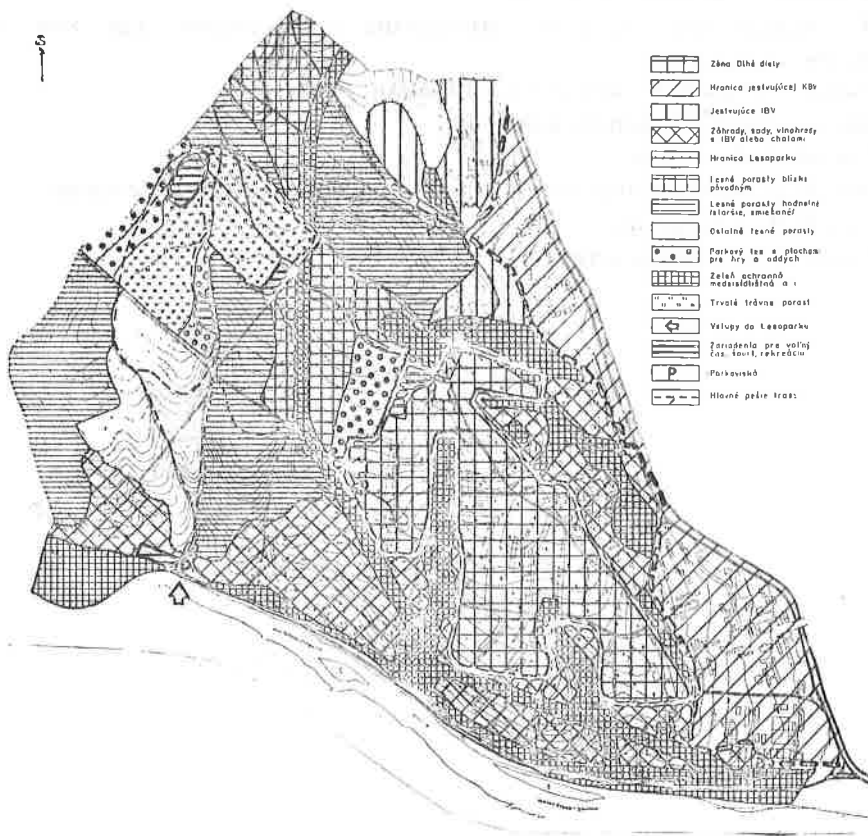 S
Zóna Dlhé diely
Hranica jestvujúcej KBV
Jestvujúce IBV
Záhrady, sady, vinohrady
s IBV alebo chatami
Hranica Lesoparku
Lesné porasty blízke
pôvodným
Lesné porasty hodnotné
(staršie, zmiešané)
Ostatné lesné porasty
Parkový les s plochami
pre hry a oddych
Zeleň ochranná
medzisídlištná a i.
Trvalé trávne porasty
Vstupy do Lesoparku
Zariadenia pre voľný
čas, šport, rekreáciu
P
Parkoviská
Hlavné pešie trasy